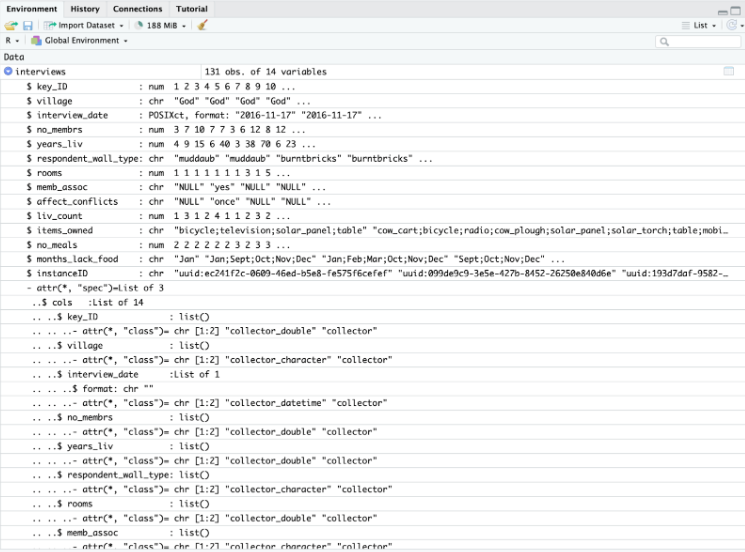 Environment History Connections Tutorial
Import Dataset 188 MiB List
R Global Environment
Data
interviews 131 obs. of 14 variables
$ key_ID : num 1 2 3 4 5 6 7 8 9 10 ...
$ village : chr "God" "God" "God" "God" ...
$ interview_date : POSIXct, format: "2016-11-17" "2016-11-17" ...
$ no_membrs : num 3 7 10 7 7 3 6 12 8 12 ...
$ years_liv : num 4 9 15 6 40 3 38 70 6 23 ...
$ respondent_wall_type: chr "muddaub" "muddaub" "burntbricks" "burntbricks" ...
$ rooms : num 1 1 1 1 1 1 1 3 1 5 ...
$ memb_assoc : chr "NULL" "yes" "NULL" "NULL" ...
$ affect_conflicts : chr "NULL" "once" "NULL" "NULL" ...
$ liv_count : num 1 3 1 2 4 1 1 2 3 2 ...
$ items_owned : chr "bicycle;television;solar_panel;table" "cow_cart;bicycle;radio;cow_plough;solar_panel;solar_torch;table;mobi…
$ no_meals : num 2 2 2 2 2 2 3 2 3 3 ...
$ months_lack_food : chr "Jan" "Jan;Sept;Oct;Nov;Dec" "Jan;Feb;Mar;Oct;Nov;Dec" "Sept;Oct;Nov;Dec" ...
$ instanceID : chr "uuid:ec241f2c-0609-46ed-b5e8-fe575f6cefef" "uuid:099de9c9-3e5e-427b-8452-26250e840d6e" "uuid:193d7daf-9582-…
- attr(*, "spec")=List of 3
..$ cols :List of 14
.. ..$ key_ID : list()
.. .. ..- attr(*, "class")= chr [1:2] "collector_double" "collector"
.. ..$ village : list()
.. .. ..- attr(*, "class")= chr [1:2] "collector_character" "collector"
.. ..$ interview_date :List of 1
.. .. ..$ format: chr ""
.. .. ..- attr(*, "class")= chr [1:2] "collector_datetime" "collector"
.. ..$ no_membrs : list()
.. .. ..- attr(*, "class")= chr [1:2] "collector_double" "collector"
.. ..$ years_liv : list()
.. .. ..- attr(*, "class")= chr [1:2] "collector_double" "collector"
.. ..$ respondent_wall_type: list()
.. .. ..- attr(*, "class")= chr [1:2] "collector_character" "collector"
.. ..$ rooms : list()
.. .. ..- attr(*, "class")= chr [1:2] "collector_double" "collector"
.. ..$ memb_assoc : list()
.. .. ..- attr(*, "class")= chr [1:2] "collector_character" "collector"